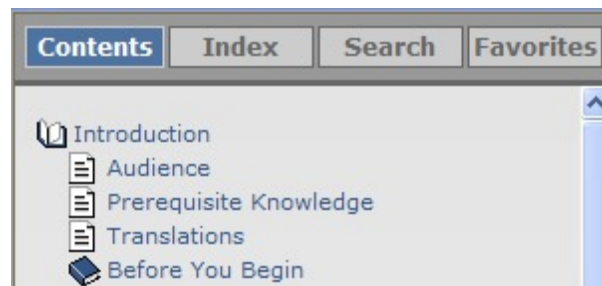 Contents Index Search Favorites
Introduction
Audience
Prerequisite Knowledge
Translations
Before You Begin